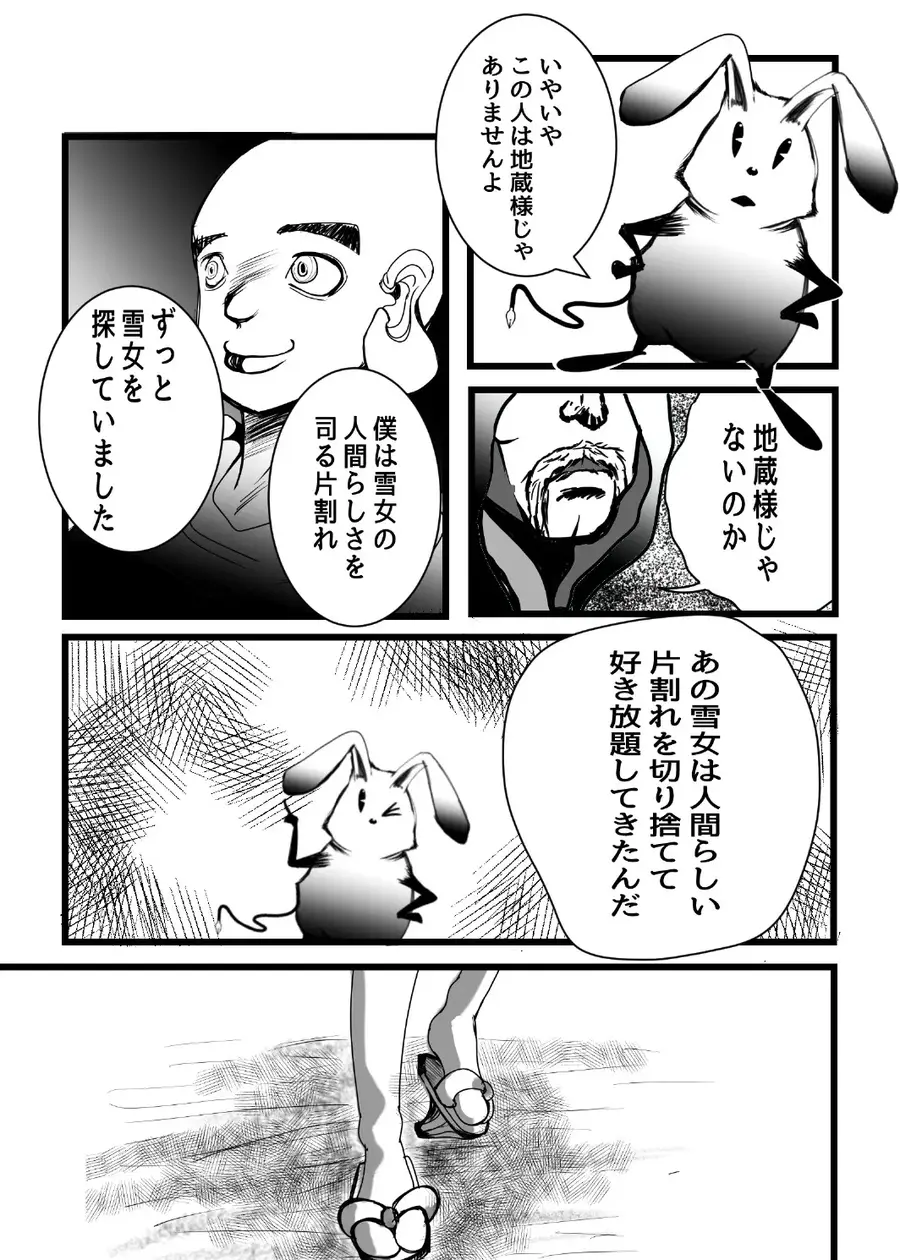 いやいや
この人は地蔵様じゃ
ありませんよ
地蔵様じゃ
ないのか
僕は雪女の
人間らしさを
司る片割れ
ずっと
雪女を
探していました
あの雪女は人間らしい
片割れを切り捨てて
好き放題してきたんだ